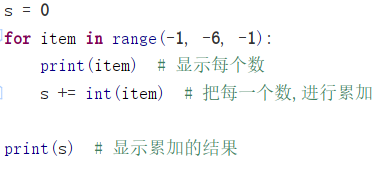 s = 0
for item in range(-1, -6, -1):
    print(item)  # 显示每个数
    s += int(item)  # 把每一个数,进行累加
print(s)  # 显示累加的结果